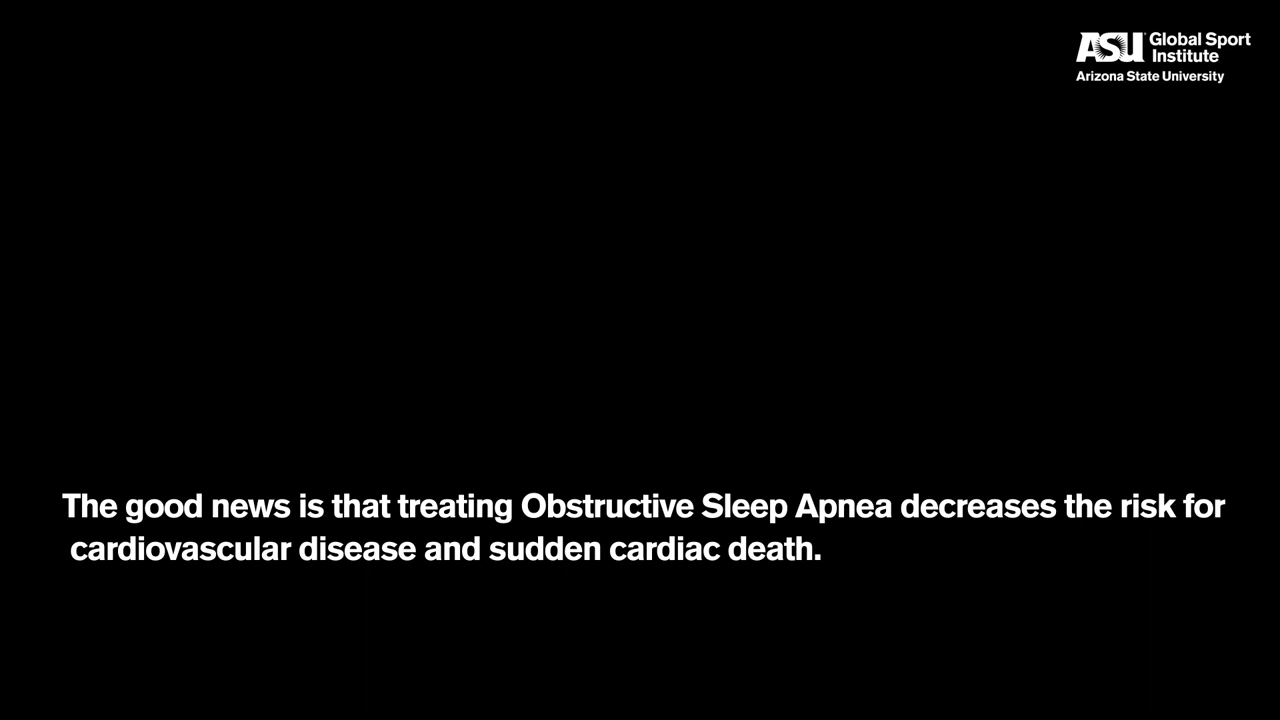 ASU Global Sport
Institute
Arizona State University
The good news is that treating Obstructive Sleep Apnea decreases the risk for
cardiovascular disease and sudden cardiac death.